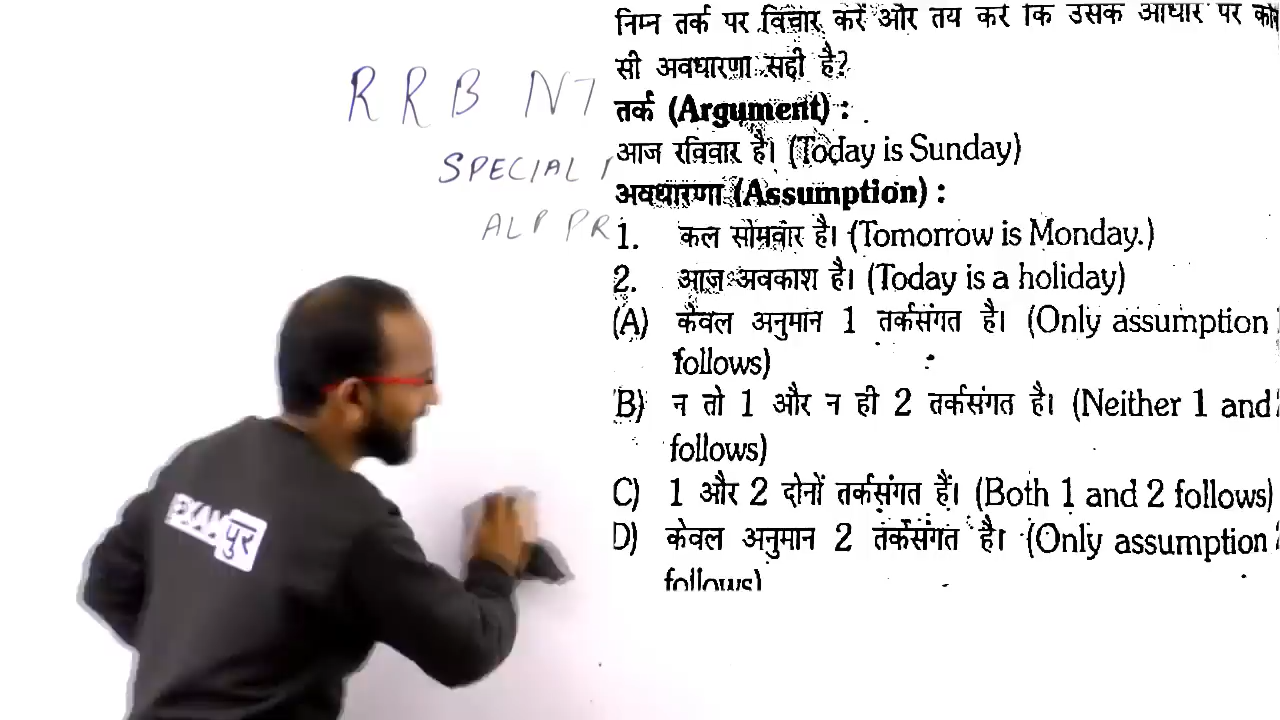 निम्न तर्क पर विचार करें और तय करें कि उसके आधार पर कौन
सी अवधारणा सही है?
तर्क (Argument) :
आज रविवार है। (Today is Sunday)
अवधारणा (Assumption) :
1. कल सोमवार है। (Tomorrow is Monday.)
2. आज अवकाश है। (Today is a holiday)
(A) केवल अनुमान 1 तर्कसंगत है। (Only assumption 1
follows)
B) न तो 1 और न ही 2 तर्कसंगत है। (Neither 1 and 2
follows)
C) 1 और 2 दोनों तर्कसंगत हैं। (Both 1 and 2 follows)
D) केवल अनुमान 2 तर्कसंगत है। (Only assumption 2
follows)
RRB NT
SPECIAL
ALP PR
EXAMपुर